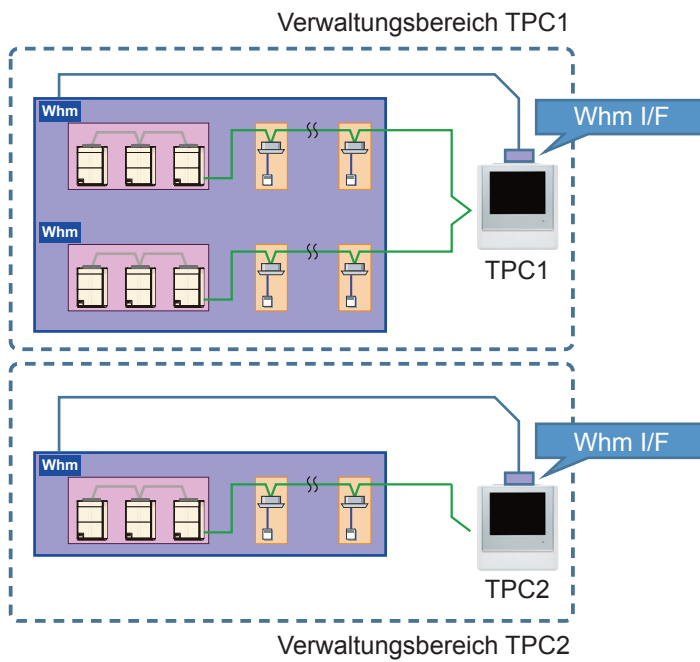 Verwaltungsbereich TPC1
Whm
Whm I/F
Whm
TPC1
Whm I/F
Whm
TPC2
Verwaltungsbereich TPC2